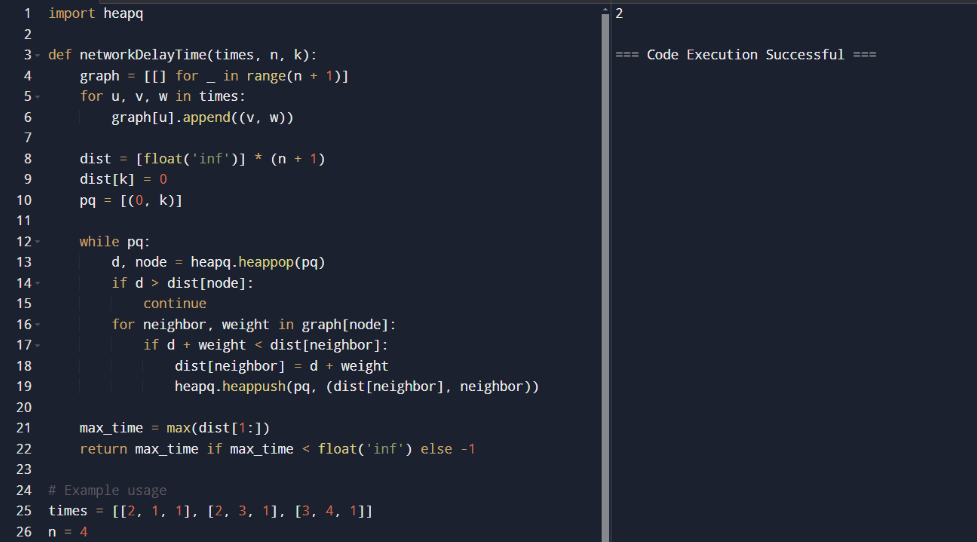 1 import heapq
2
3 def networkDelayTime(times, n, k):
4     graph = [[] for _ in range(n + 1)]
5     for u, v, w in times:
6         graph[u].append((v, w))
7
8     dist = [float('inf')] * (n + 1)
9     dist[k] = 0
10     pq = [(0, k)]
11
12     while pq:
13         d, node = heapq.heappop(pq)
14         if d > dist[node]:
15             continue
16         for neighbor, weight in graph[node]:
17             if d + weight < dist[neighbor]:
18                 dist[neighbor] = d + weight
19                 heapq.heappush(pq, (dist[neighbor], neighbor))
20
21     max_time = max(dist[1:])
22     return max_time if max_time < float('inf') else -1
23
24 # Example usage
25 times = [[2, 1, 1], [2, 3, 1], [3, 4, 1]]
26 n = 4
2
=== Code Execution Successful ===